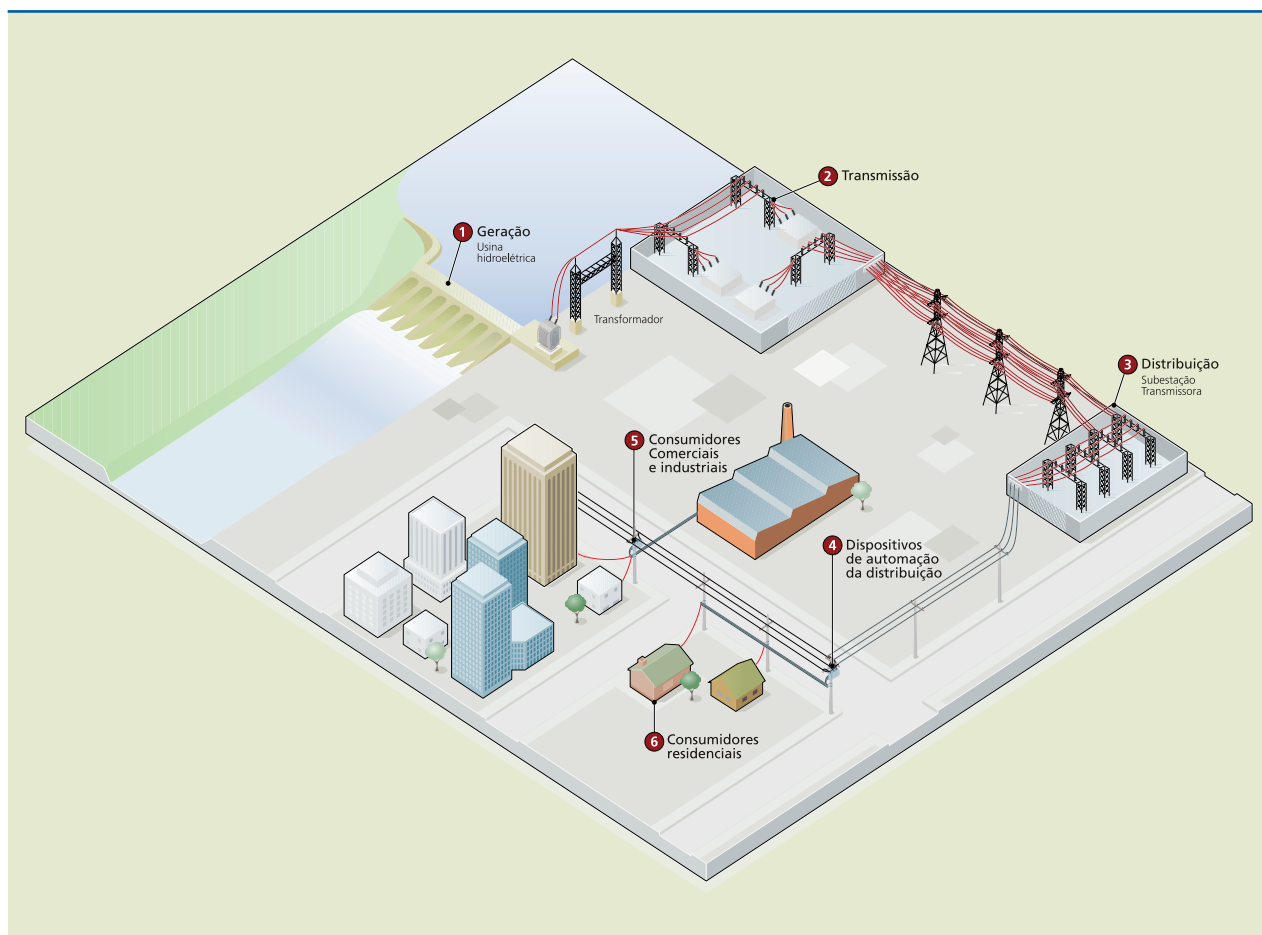 1 Geração
Usina
hidroelétrica
2 Transmissão
Transformador
3 Distribuição
Subestação
Transmissora
5 Consumidores
Comerciais
e industriais
4 Dispositivos
de automação
da distribuição
6 Consumidores
residenciais